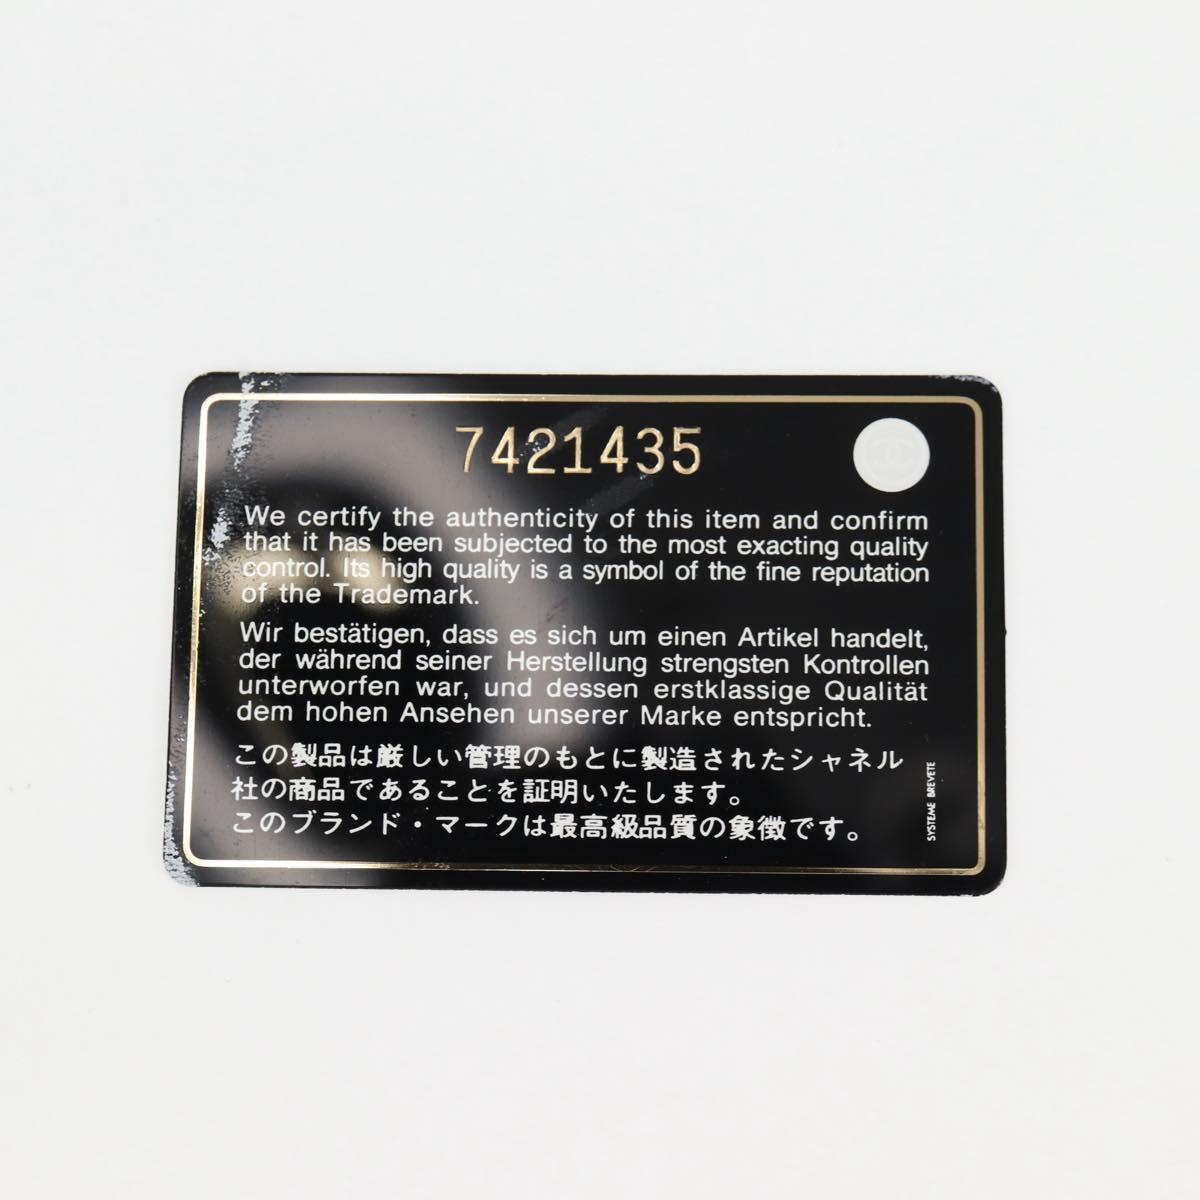 7421435
We certify the authenticity of this item and confirm
that it has been subjected to the most exacting quality
control. Its high quality is a symbol of the fine reputation
of the Trademark.
Wir bestätigen, dass es sich um einen Artikel handelt,
der während seiner Herstellung strengsten Kontrollen
unterworfen war, und dessen erstklassige Qualität
dem hohen Ansehen unserer Marke entspricht.
この製品は厳しい管理のもとに製造されたシャネル
社の商品であることを証明いたします。
このブランド・マークは最高級品質の象徴です。
SYSTEME BREVETE